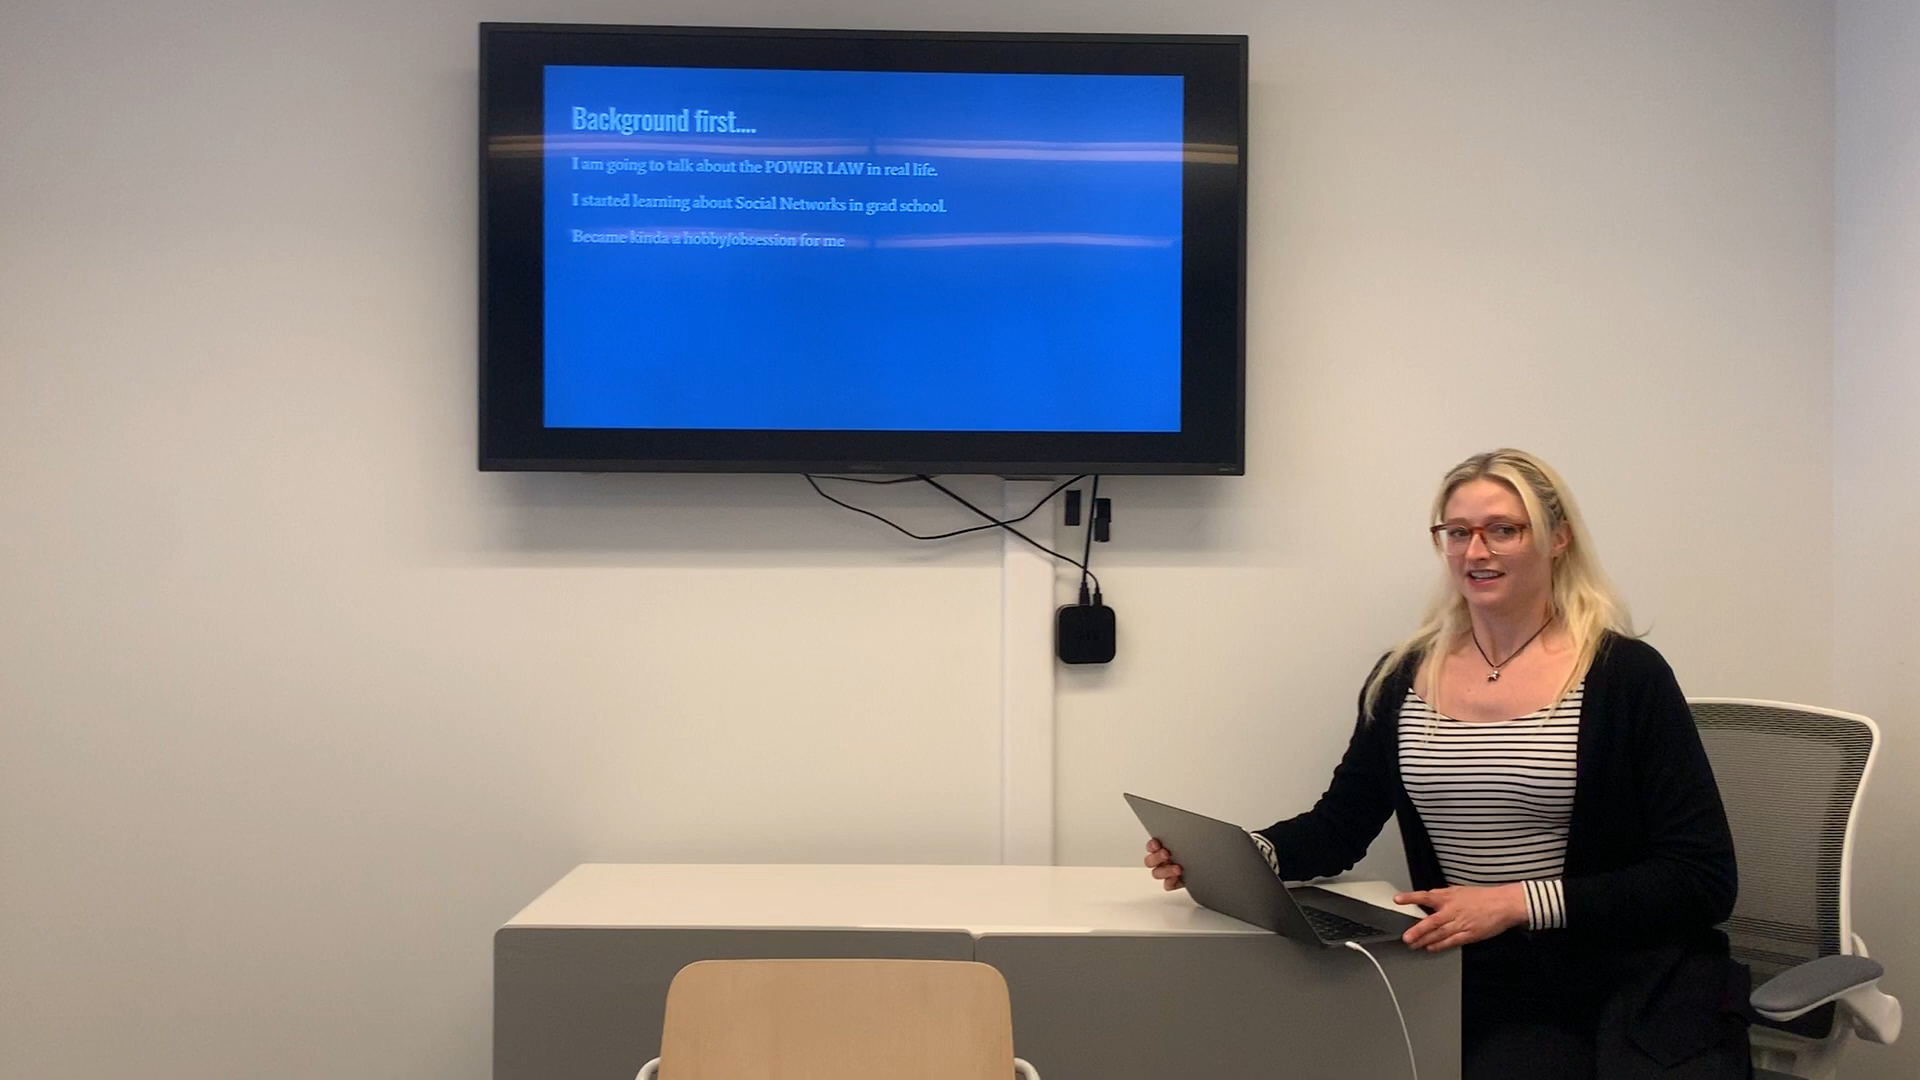 Background first....
I am going to talk about the POWER LAW in real life.
I started learning about Social Networks in grad school.
Became kinda a hobby/obsession for me